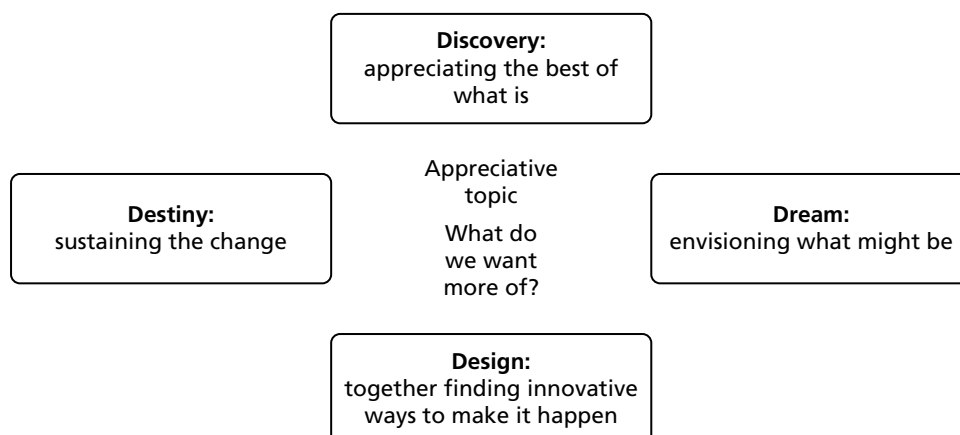 Discovery:
appreciating the best of
what is
Appreciative
topic
What do
we want
more of?
Destiny:
sustaining the change
Dream:
envisioning what might be
Design:
together finding innovative
ways to make it happen